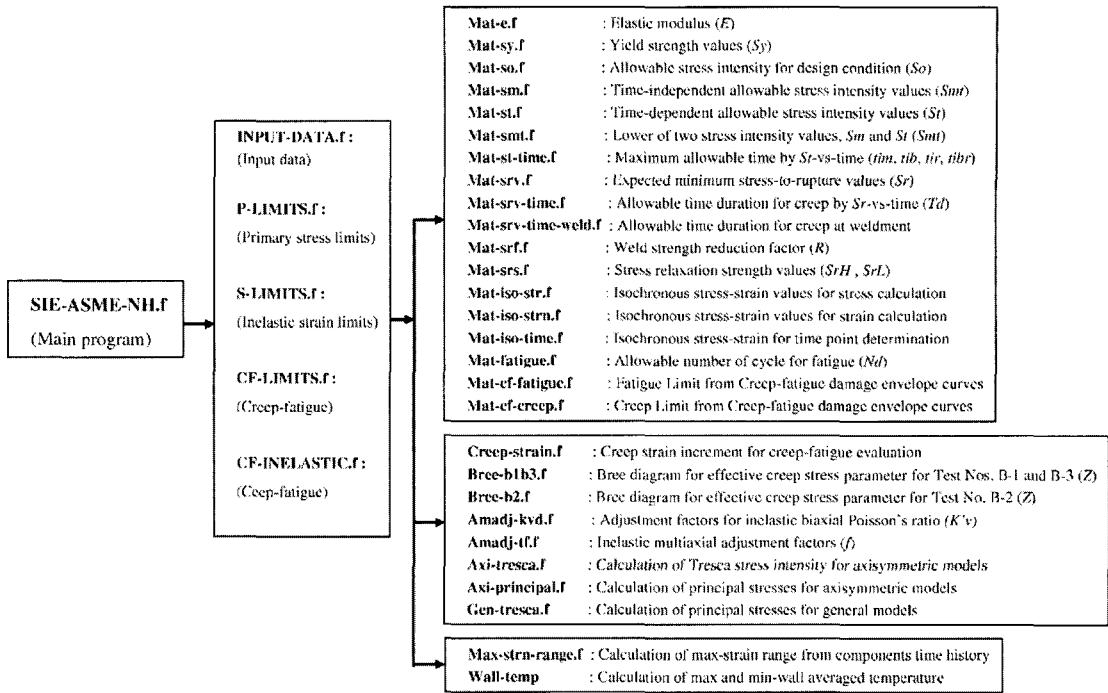 SIE-ASME-NH.f
(Main program)
INPUT-DATA.f :
(Input data)
P-LIMITS.f :
(Primary stress limits)
S-LIMITS.f :
(Inelastic strain limits)
CF-LIMITS.f :
(Creep-fatigue)
CF-INELASTIC.f :
(Ceep-fatigue)
Mat-e.f : Elastic modulus (E)
Mat-sy.f : Yield strength values (Sy)
Mat-so.f : Allowable stress intensity for design condition (So)
Mat-sm.f : Time-independent allowable stress intensity values (Smt)
Mat-st.f : Time-dependent allowable stress intensity values (St)
Mat-smt.f : Lower of two stress intensity values, Sm and St (Smt)
Mat-st-time.f : Maximum allowable time by St-vs-time (tim, tib, tir, tibr)
Mat-srv.f : Expected minimum stress-to-rupture values (Sr)
Mat-srv-time.f : Allowable time duration for creep by Sr-vs-time (Td)
Mat-srv-time-weld.f : Allowable time duration for creep at weldment
Mat-srf.f : Weld strength reduction factor (R)
Mat-srs.f : Stress relaxation strength values (SrH , SrL)
Mat-iso-str.f : Isochronous stress-strain values for stress calculation
Mat-iso-strn.f : Isochronous stress-strain values for strain calculation
Mat-iso-time.f : Isochronous stress-strain for time point determination
Mat-fatigue.f : Allowable number of cycle for fatigue (Nd)
Mat-cf-fatigue.f : Fatigue Limit from Creep-fatigue damage envelope curves
Mat-cf-creep.f : Creep Limit from Creep-fatigue damage envelope curves
Creep-strain.f : Creep strain increment for creep-fatigue evaluation
Bree-b1b3.f : Bree diagram for effective creep stress parameter for Test Nos. B-1 and B-3 (Z)
Bree-b2.f : Bree diagram for effective creep stress parameter for Test No. B-2 (Z)
Amadj-kvd.f : Adjustment factors for inelastic biaxial Poisson's ratio (K'v)
Amadj-tf.f : Inelastic multiaxial adjustment factors (f)
Axi-tresca.f : Calculation of Tresca stress intensity for axisymmetric models
Axi-principal.f : Calculation of principal stresses for axisymmetric models
Gen-tresca.f : Calculation of principal stresses for general models
Max-strn-range.f : Calculation of max-strain range from components time history
Wall-temp : Calculation of max and min-wall averaged temperature